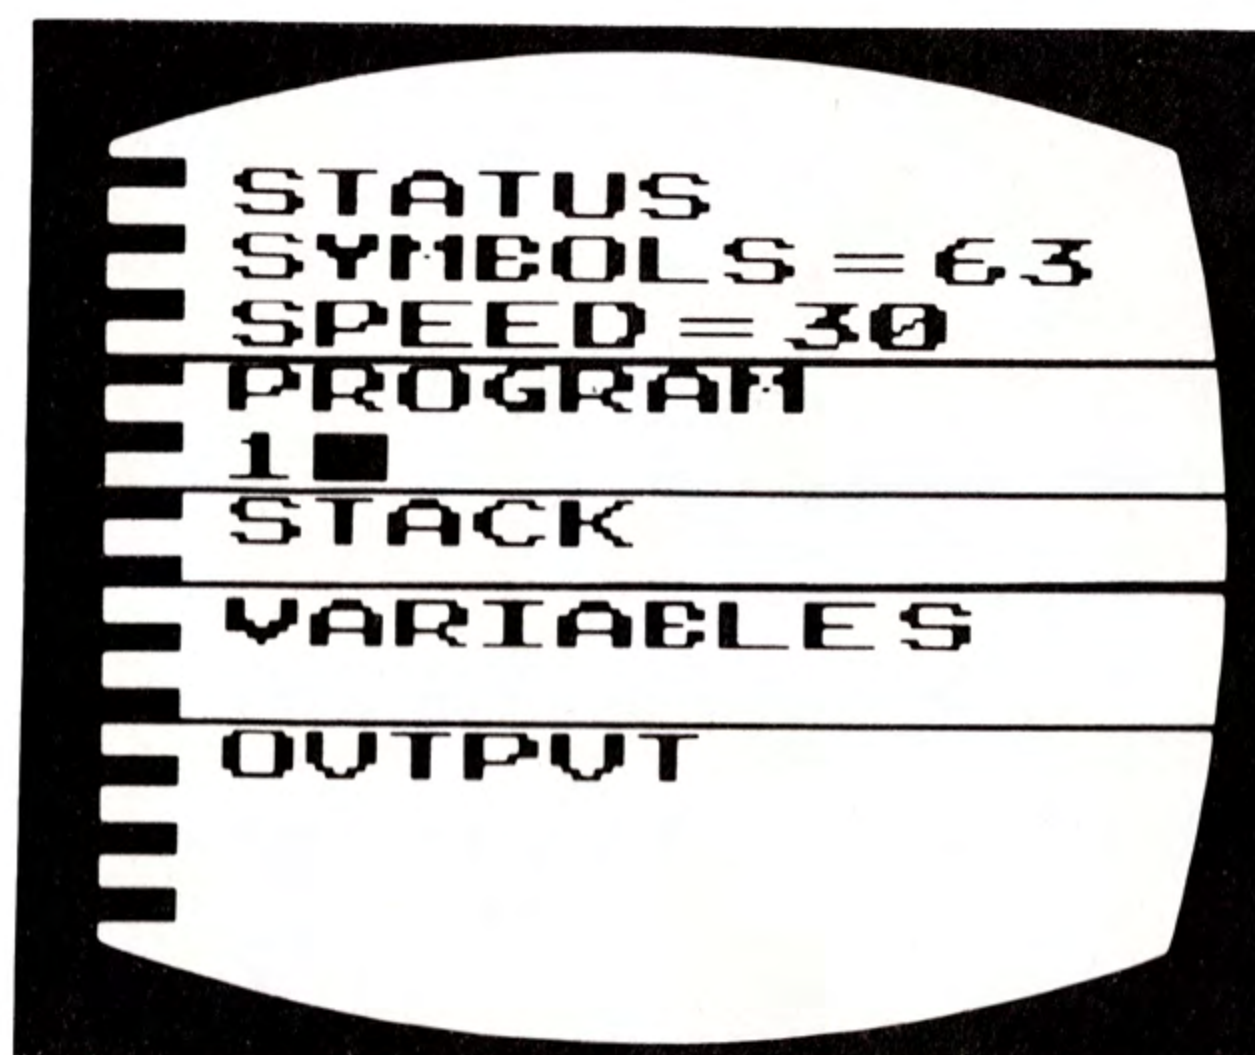 STATUS
SYMBOLS = 63
SPEED = 30
PROGRAM
1
STACK
VARIABLES
OUTPUT